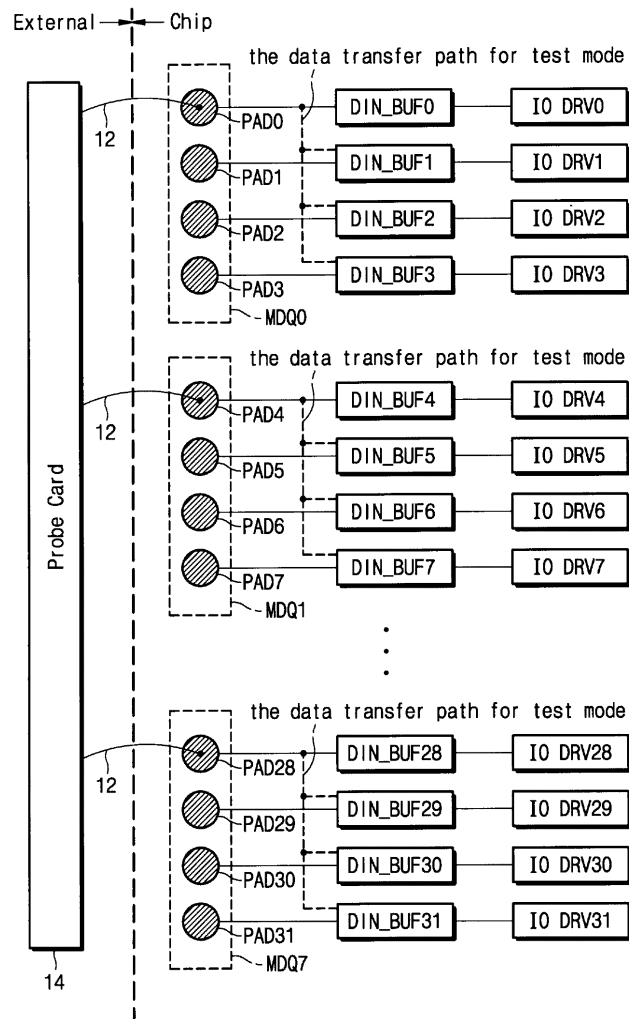 External Chip
the data transfer path for test mode
12
PAD0 DIN_BUF0 IO DRV0
PAD1 DIN_BUF1 IO DRV1
PAD2 DIN_BUF2 IO DRV2
PAD3 DIN_BUF3 IO DRV3
MDQ0
the data transfer path for test mode
12
PAD4 DIN_BUF4 IO DRV4
PAD5 DIN_BUF5 IO DRV5
PAD6 DIN_BUF6 IO DRV6
PAD7 DIN_BUF7 IO DRV7
MDQ1
Probe Card
the data transfer path for test mode
12
PAD28 DIN_BUF28 IO DRV28
PAD29 DIN_BUF29 IO DRV29
PAD30 DIN_BUF30 IO DRV30
PAD31 DIN_BUF31 IO DRV31
MDQ7
14